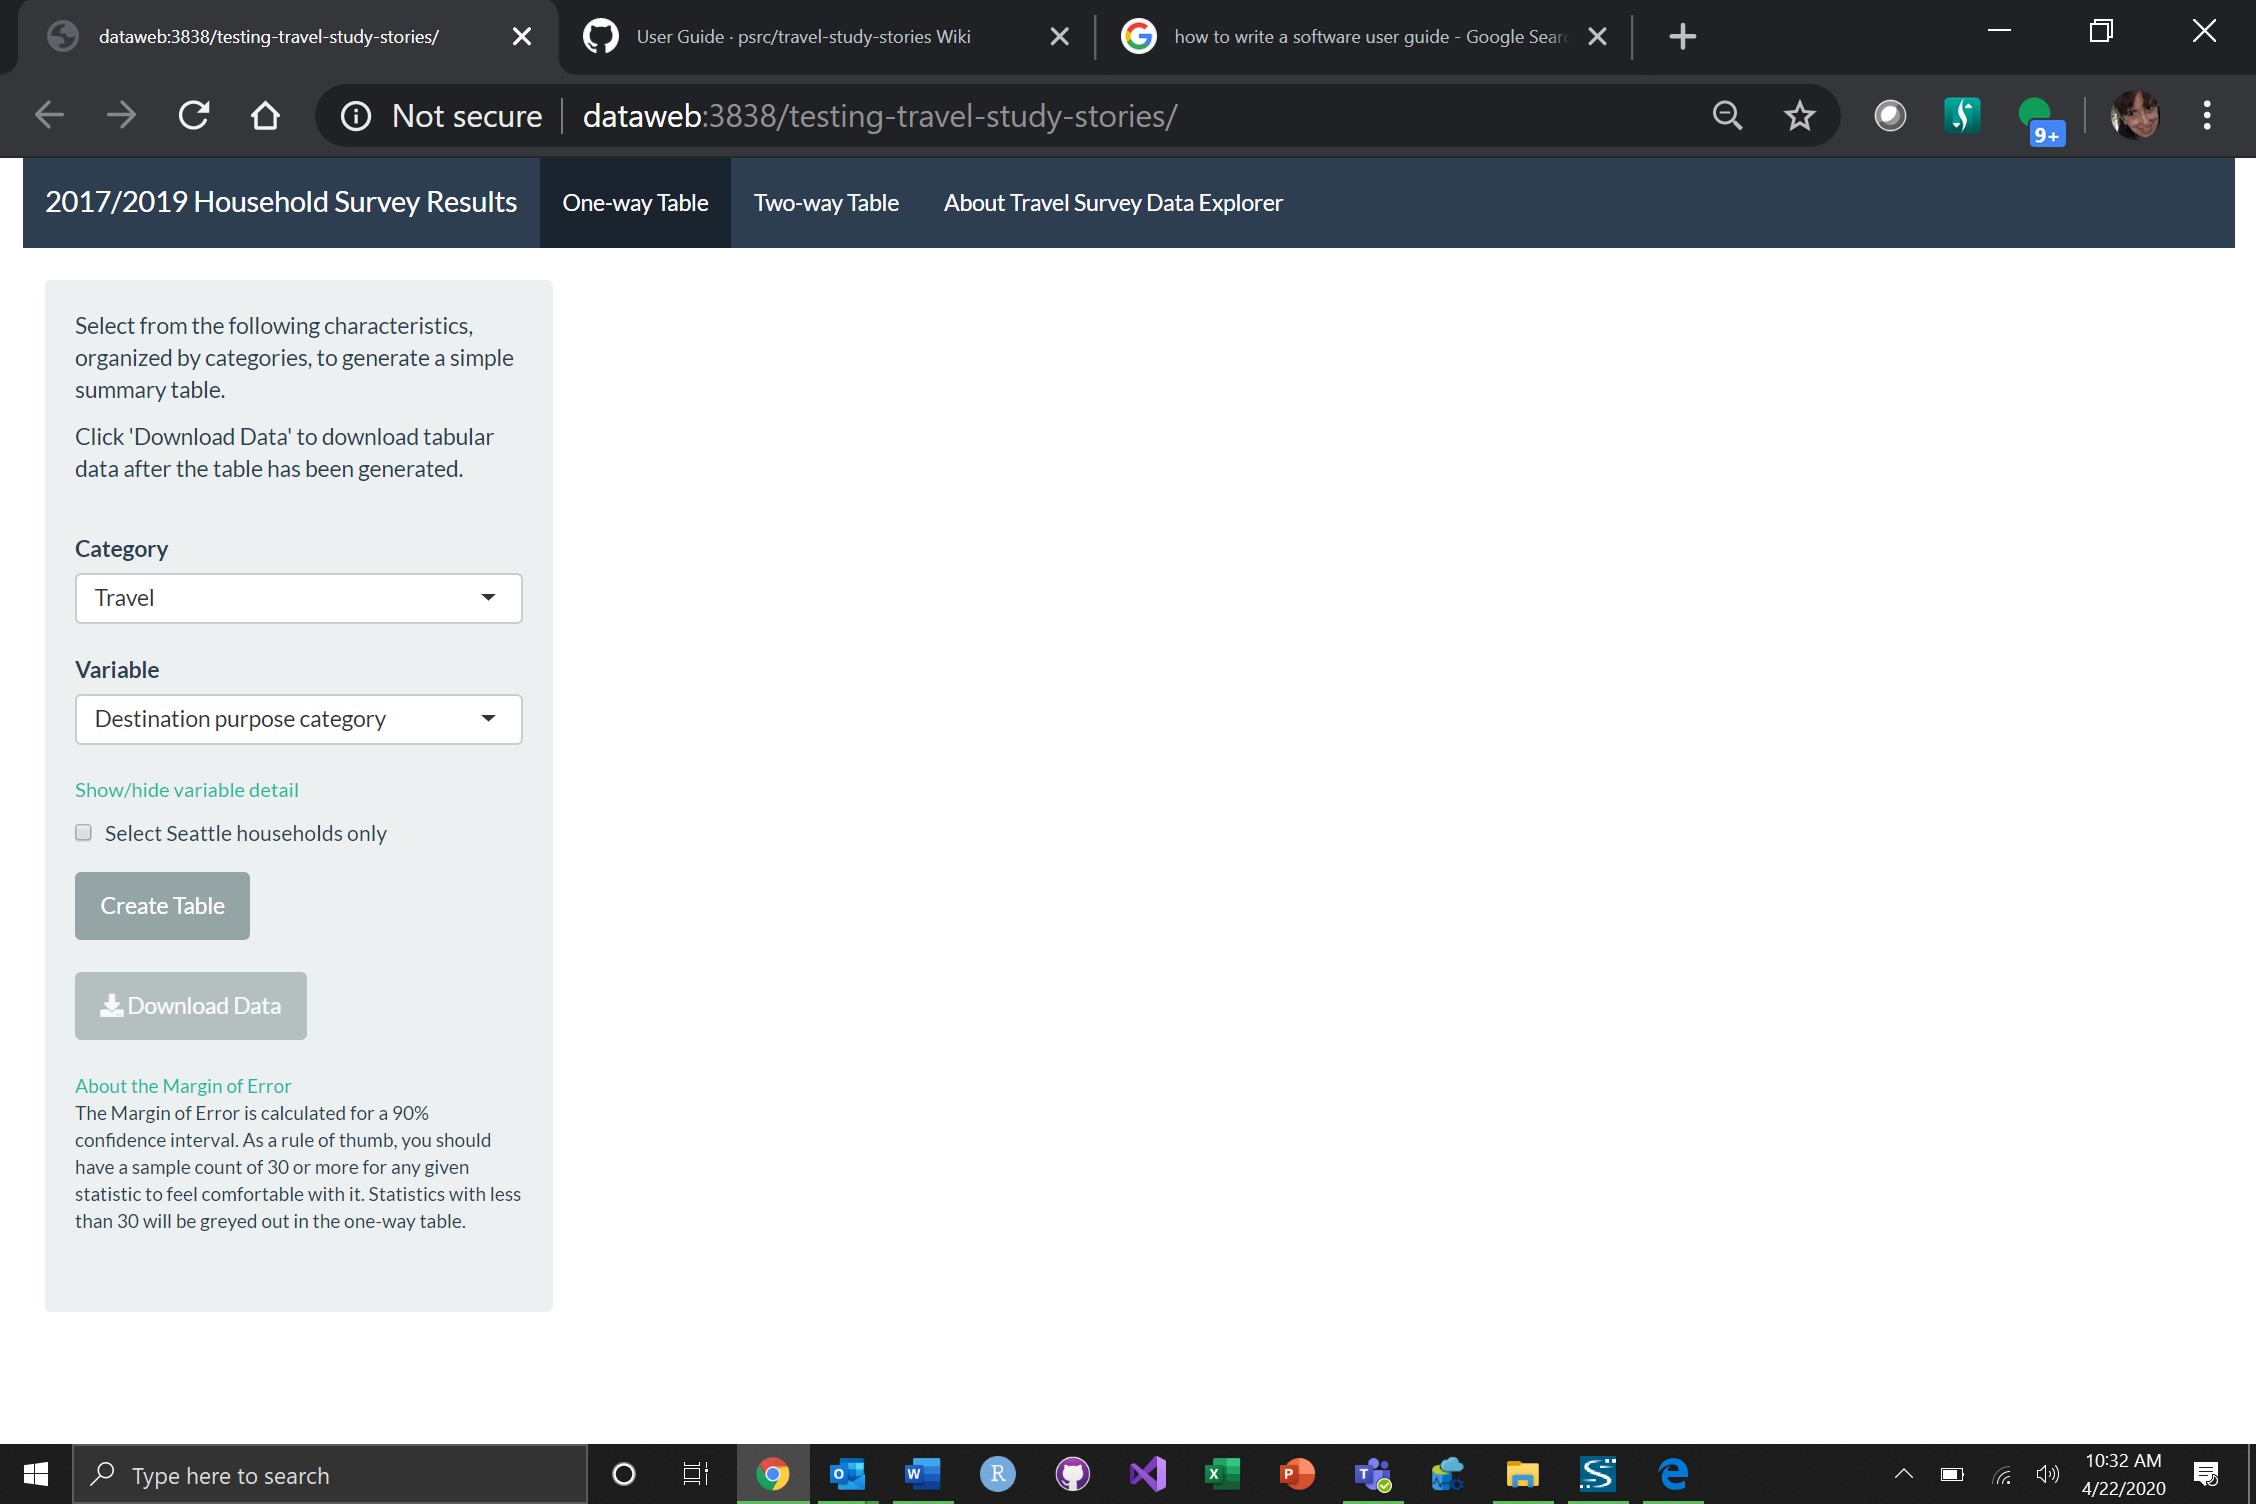 dataweb:3838/testing-travel-study-stories/
User Guide · psrc/travel-study-stories Wiki
how to write a software user guide - Google Sear
Not secure
dataweb:3838/testing-travel-study-stories/
9+
2017/2019 Household Survey Results
One-way Table
Two-way Table
About Travel Survey Data Explorer
Select from the following characteristics,
organized by categories, to generate a simple
summary table.
Click 'Download Data' to download tabular
data after the table has been generated.
Category
Travel
Variable
Destination purpose category
Show/hide variable detail
Select Seattle households only
Create Table
Download Data
About the Margin of Error
The Margin of Error is calculated for a 90%
confidence interval. As a rule of thumb, you should
have a sample count of 30 or more for any given
statistic to feel comfortable with it. Statistics with less
than 30 will be greyed out in the one-way table.
Type here to search
10:32 AM
4/22/2020